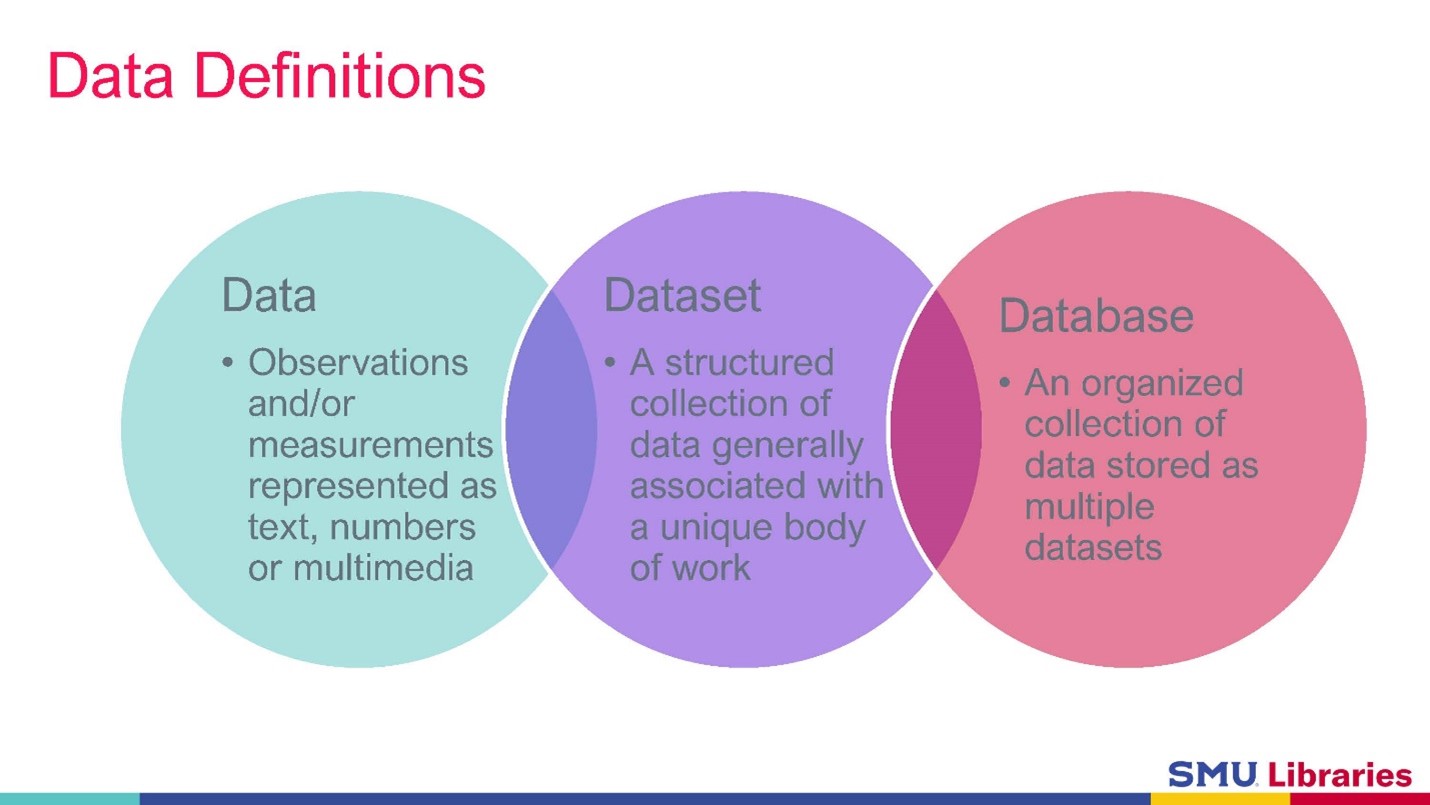 Data Definitions
Data
• Observations
and/or
measurements
represented as
text, numbers
or multimedia
Dataset
• A structured
collection of
data generally
associated with
a unique body
of work
Database
• An organized
collection of
data stored as
multiple
datasets
SMU Libraries